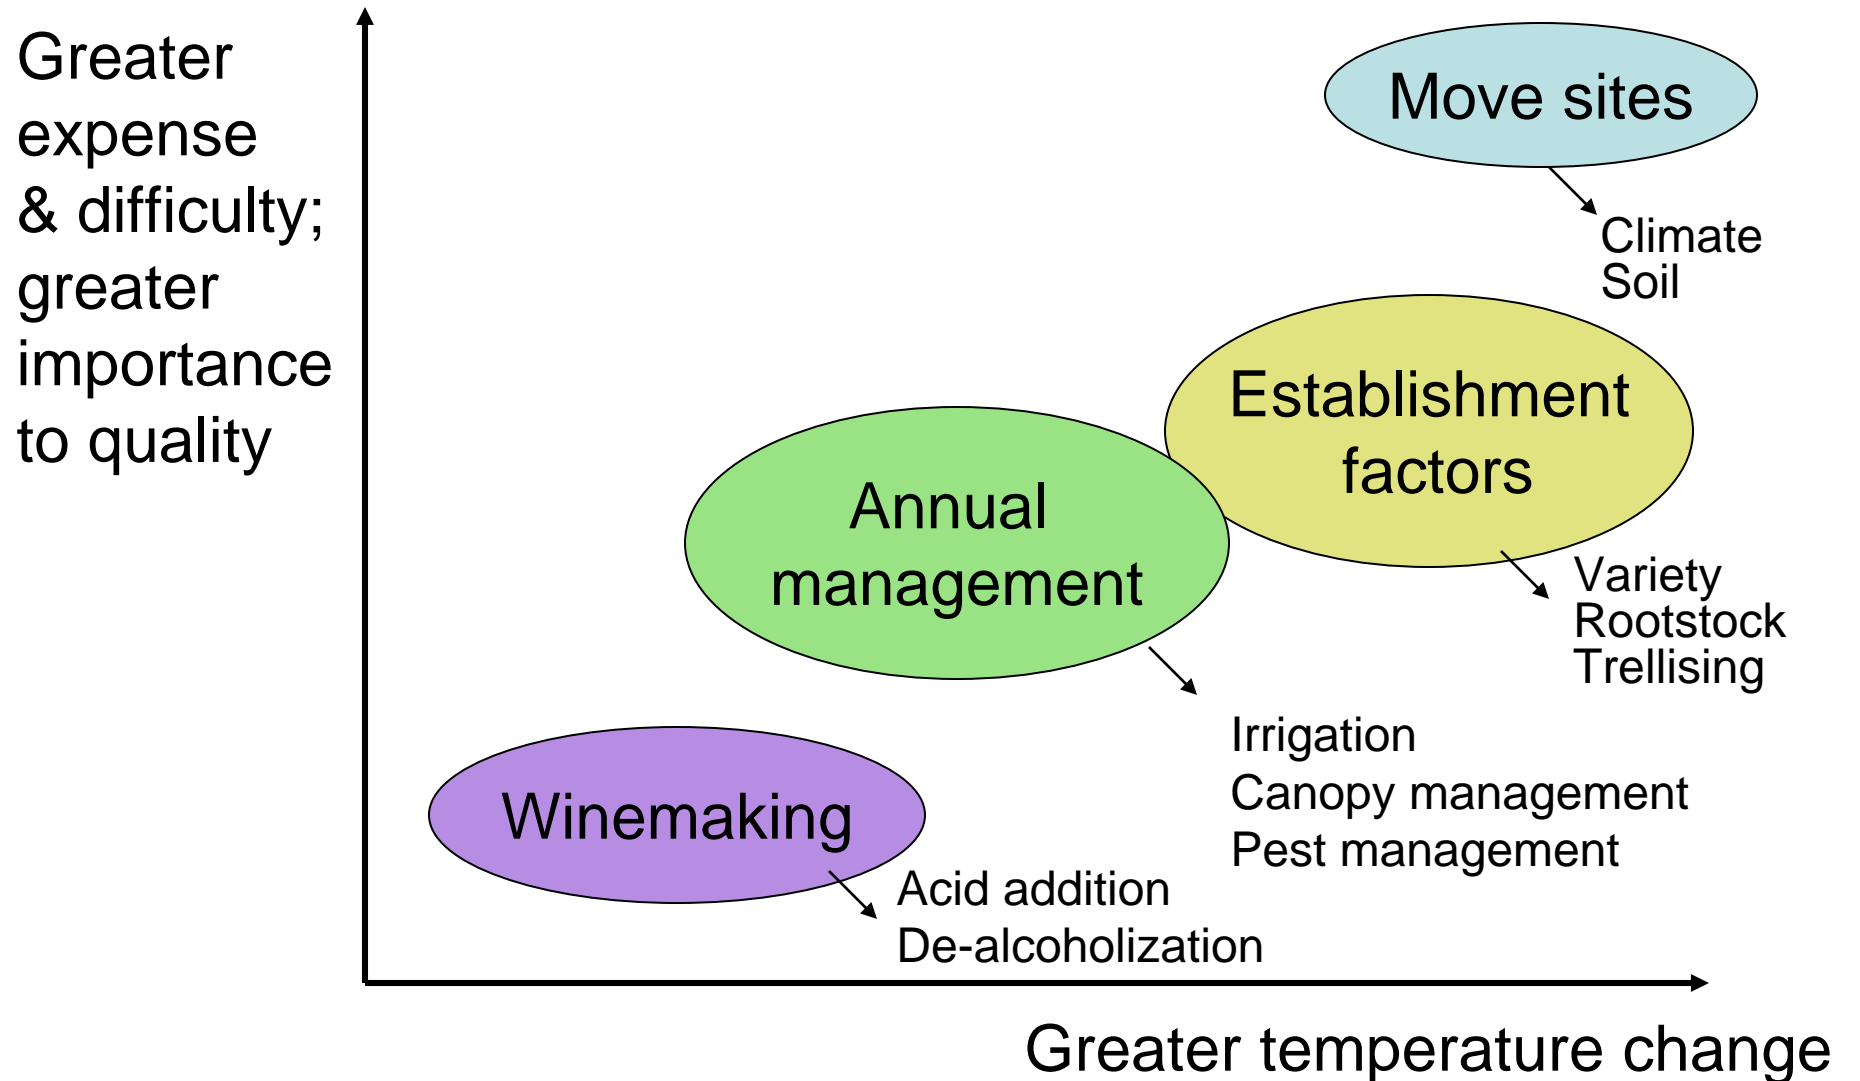 Greater
expense
& difficulty;
greater
importance
to quality
Move sites
Climate
Soil
Establishment
factors
Variety
Rootstock
Trellising
Annual
management
Irrigation
Canopy management
Pest management
Winemaking
Acid addition
De-alcoholization
Greater temperature change